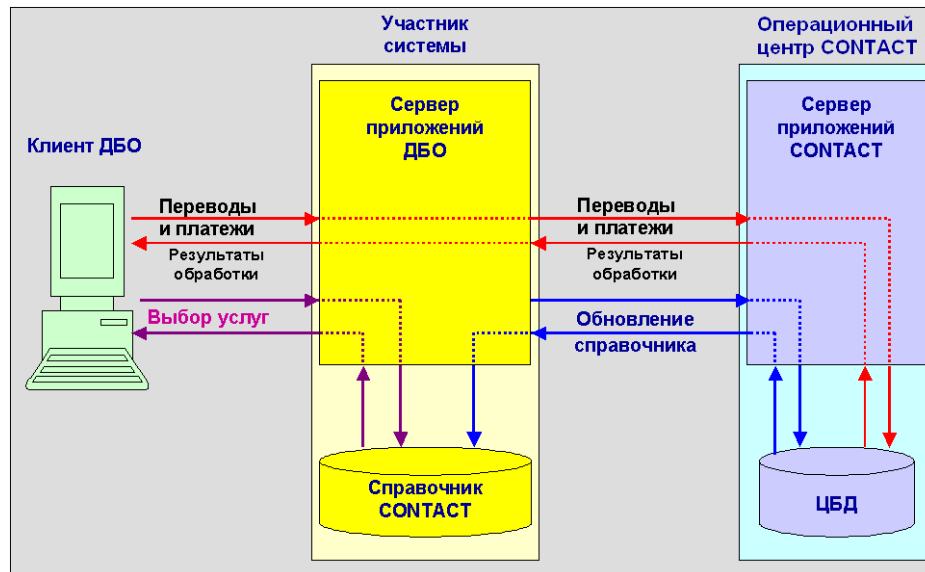 Участник
системы
Операционный
центр CONTACT
Клиент ДБО
Сервер
приложений
ДБО
Сервер
приложений
CONTACT
Переводы
и платежи
Результаты
обработки
Переводы
и платежи
Результаты
обработки
Выбор услуг
Обновление
справочника
Справочник
CONTACT
ЦБД